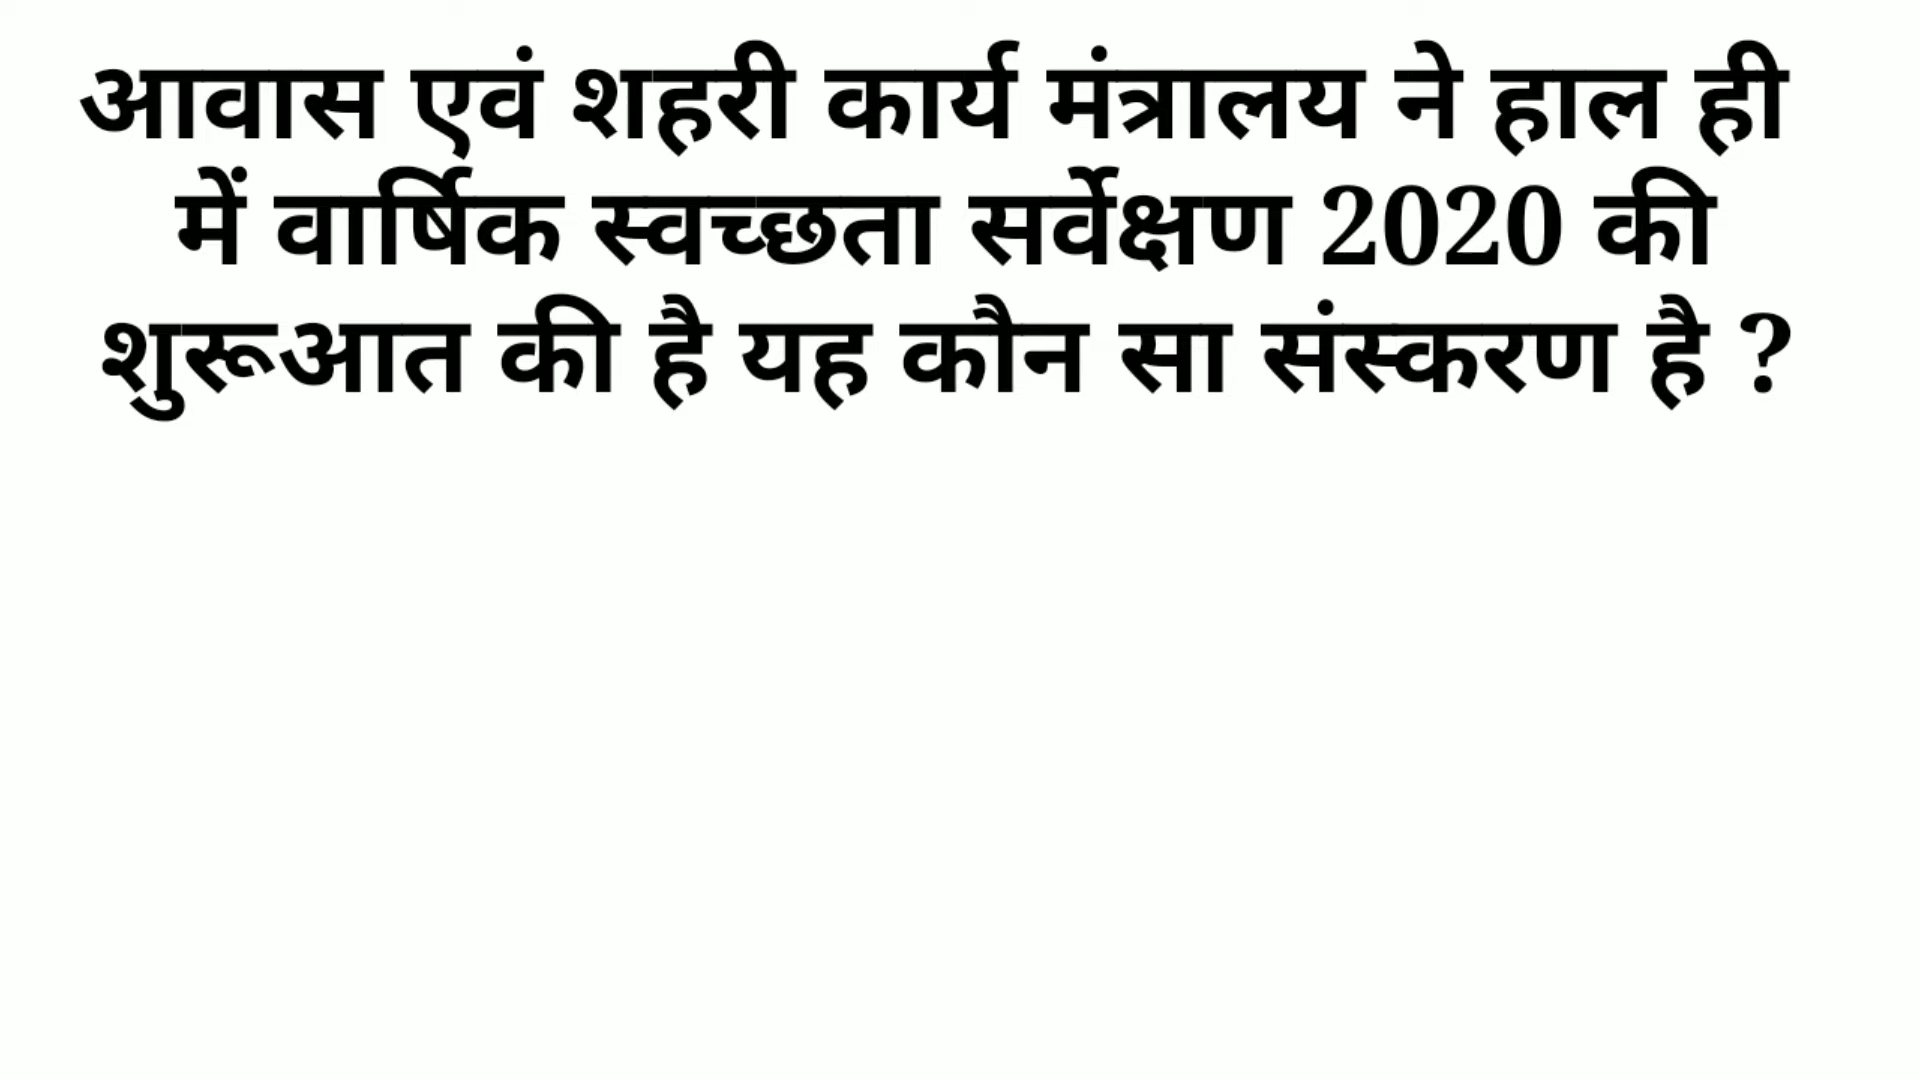 आवास एवं शहरी कार्य मंत्रालय ने हाल ही
में वार्षिक स्वच्छता सर्वेक्षण 2020 की
शुरूआत की है यह कौन सा संस्करण है ?